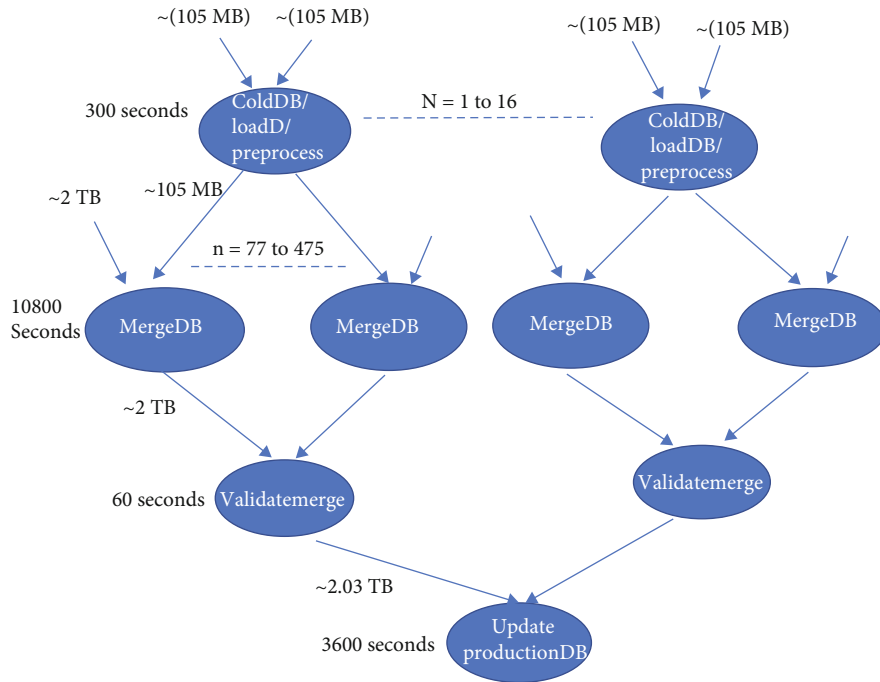 ~(105 MB)
~(105 MB)
~(105 MB)
~(105 MB)
300 seconds
ColdDB/
loadD/
preprocess
N = 1 to 16
ColdDB/
loadDB/
preprocess
~2 TB
~105 MB
n = 77 to 475
10800
Seconds
MergeDB
MergeDB
MergeDB
MergeDB
~2 TB
60 seconds
Validatemerge
Validatemerge
~2.03 TB
3600 seconds
Update
productionDB